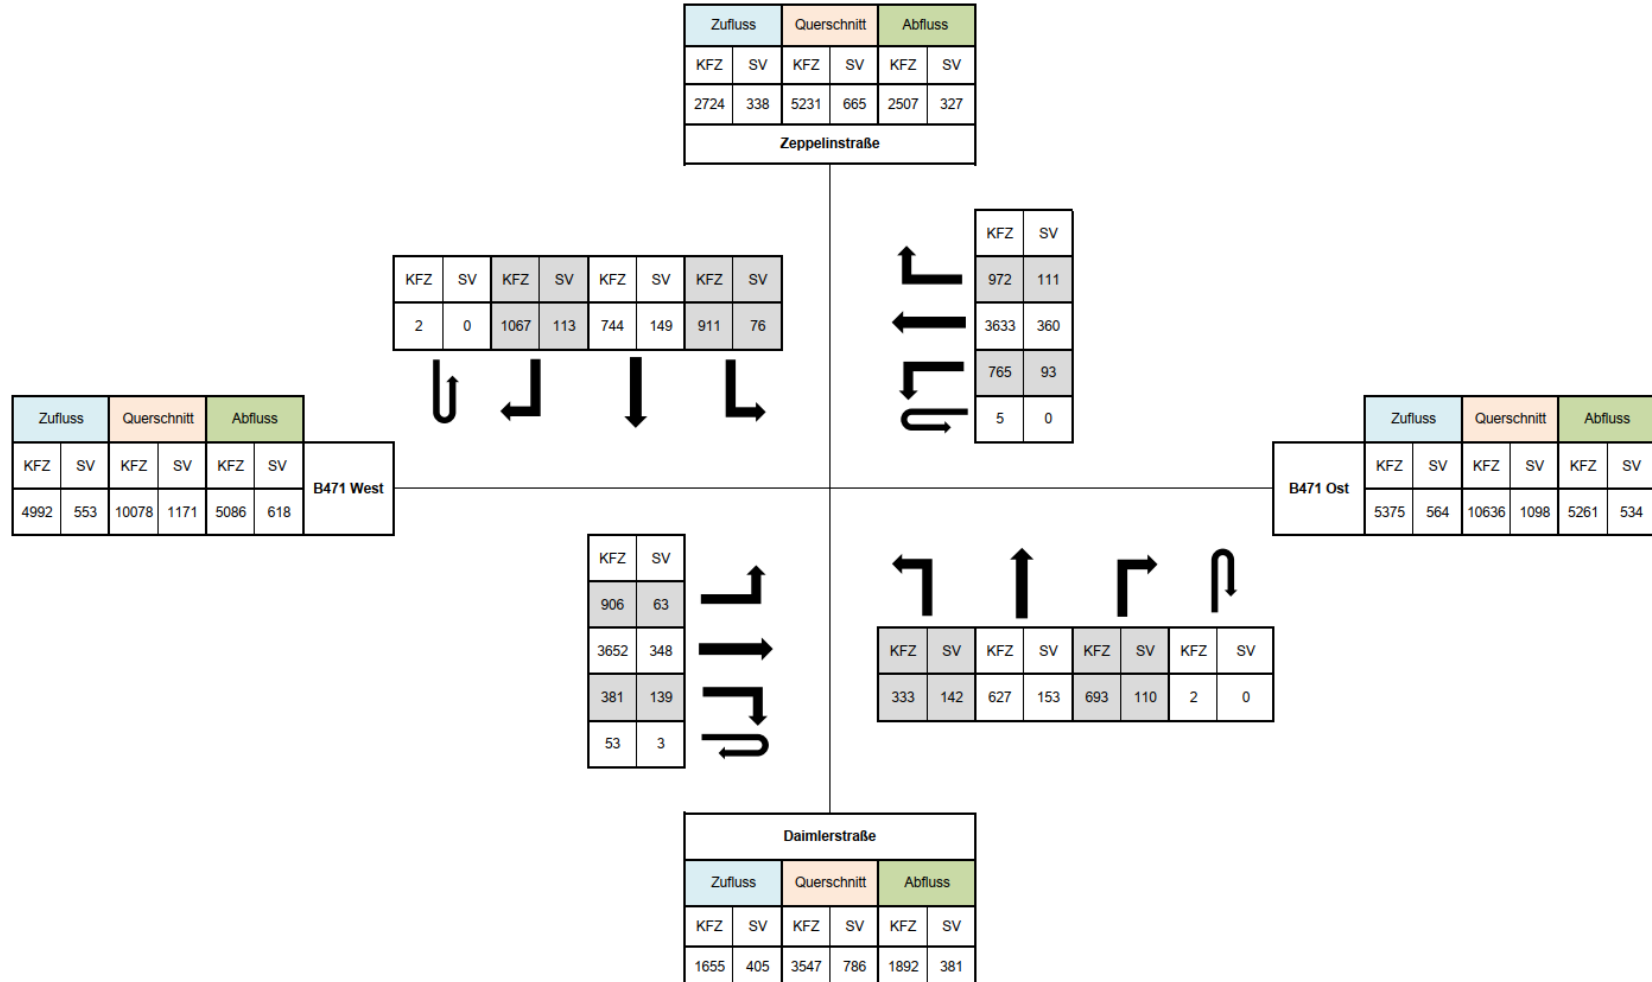 Zufluss Querschnitt Abfluss
KFZ SV KFZ SV KFZ SV
2724 338 5231 665 2507 327
Zeppelinstraße
KFZ SV
972 111
3633 360
765 93
5 0
KFZ SV KFZ SV KFZ SV KFZ SV
2 0 1067 113 744 149 911 76
Zufluss Querschnitt Abfluss
KFZ SV KFZ SV KFZ SV
4992 553 10078 1171 5086 618
B471 West
B471 Ost
Zufluss Querschnitt Abfluss
KFZ SV KFZ SV KFZ SV
5375 564 10636 1098 5261 534
KFZ SV
906 63
3652 348
381 139
53 3
KFZ SV KFZ SV KFZ SV KFZ SV
333 142 627 153 693 110 2 0
Daimlerstraße
Zufluss Querschnitt Abfluss
KFZ SV KFZ SV KFZ SV
1655 405 3547 786 1892 381